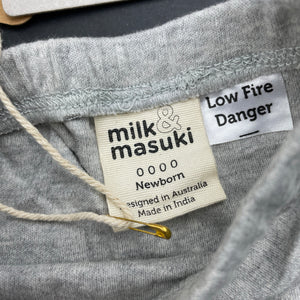 milk &
masuki
0000
Newborn
esigned in Australia
Made in India
Low Fire
Danger